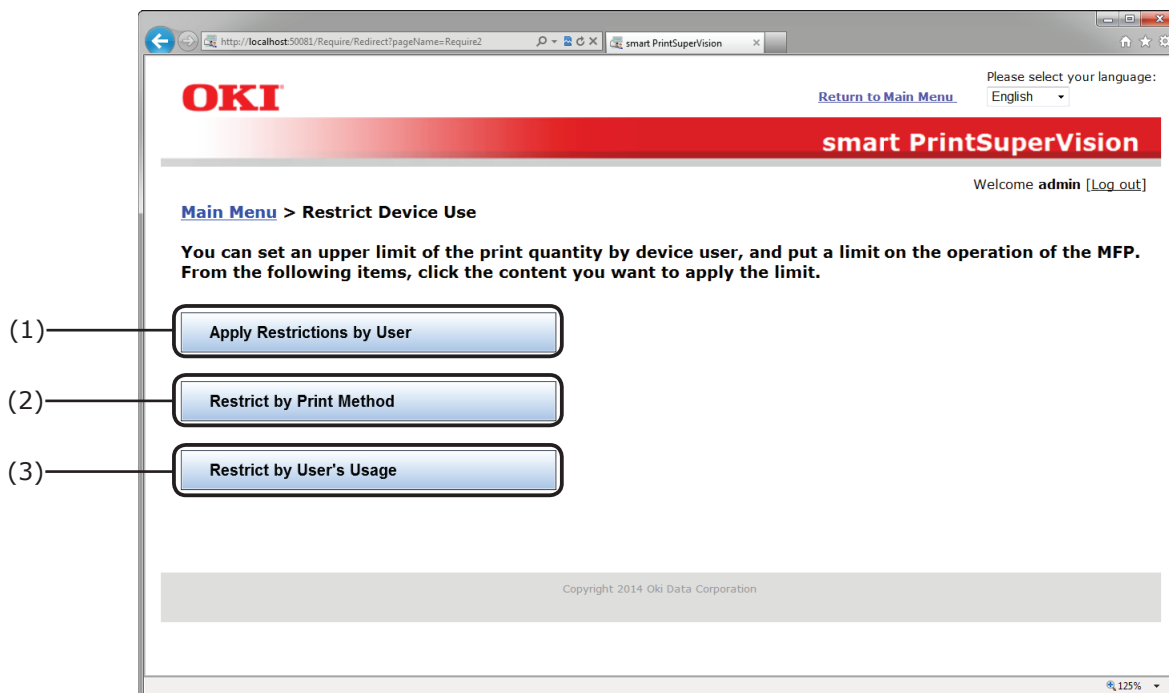 http://localhost:50081/Require/Redirect?pageName=Require2
smart PrintSuperVision
Please select your language:
OKI
Return to Main Menu
English
smart PrintSuperVision
Welcome admin [Log out]
Main Menu > Restrict Device Use
You can set an upper limit of the print quantity by device user, and put a limit on the operation of the MFP.
From the following items, click the content you want to apply the limit.
(1) Apply Restrictions by User
(2) Restrict by Print Method
(3) Restrict by User's Usage
Copyright 2014 Oki Data Corporation
125%